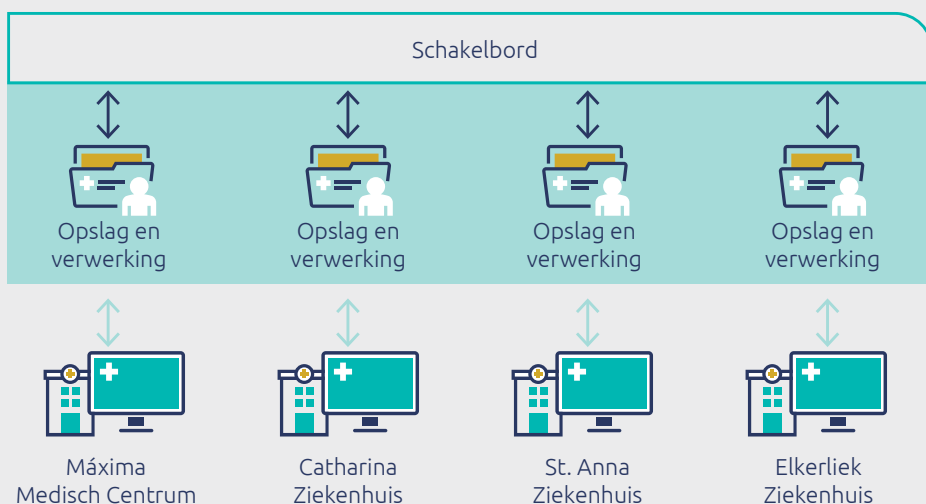 Schakelbord
Opslag en
verwerking
Opslag en
verwerking
Opslag en
verwerking
Opslag en
verwerking
Máxima
Medisch Centrum
Catharina
Ziekenhuis
St. Anna
Ziekenhuis
Elkerliek
Ziekenhuis